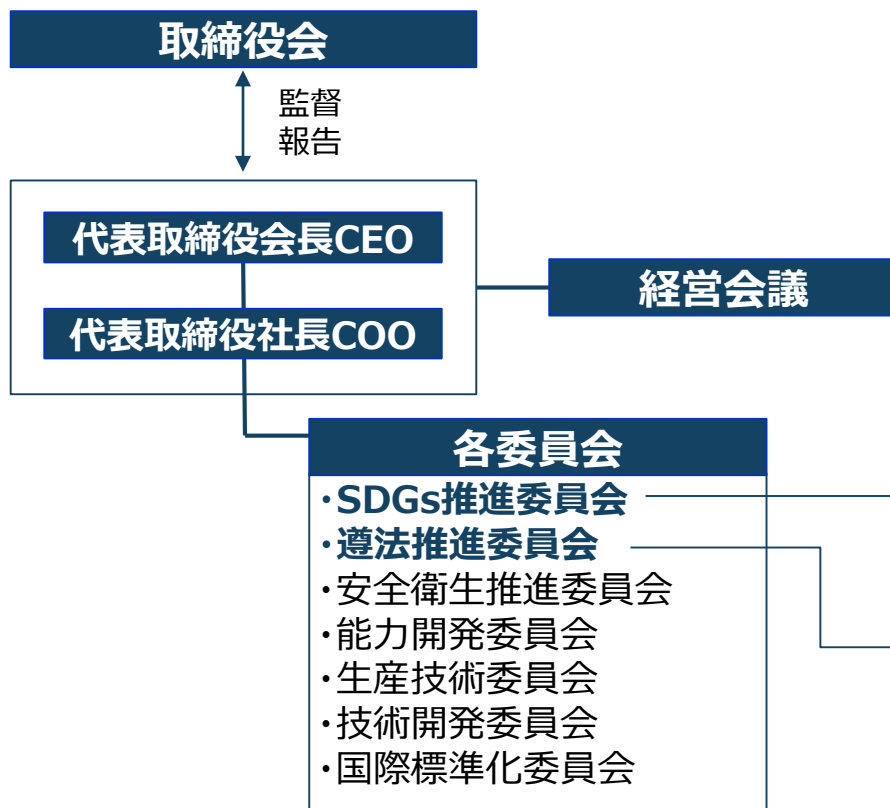 取締役会
監督
報告
代表取締役会長CEO
経営会議
代表取締役社長COO
各委員会
・SDGs推進委員会
・遵法推進委員会
・安全衛生推進委員会
・能力開発委員会
・生産技術委員会
・技術開発委員会
・国際標準化委員会